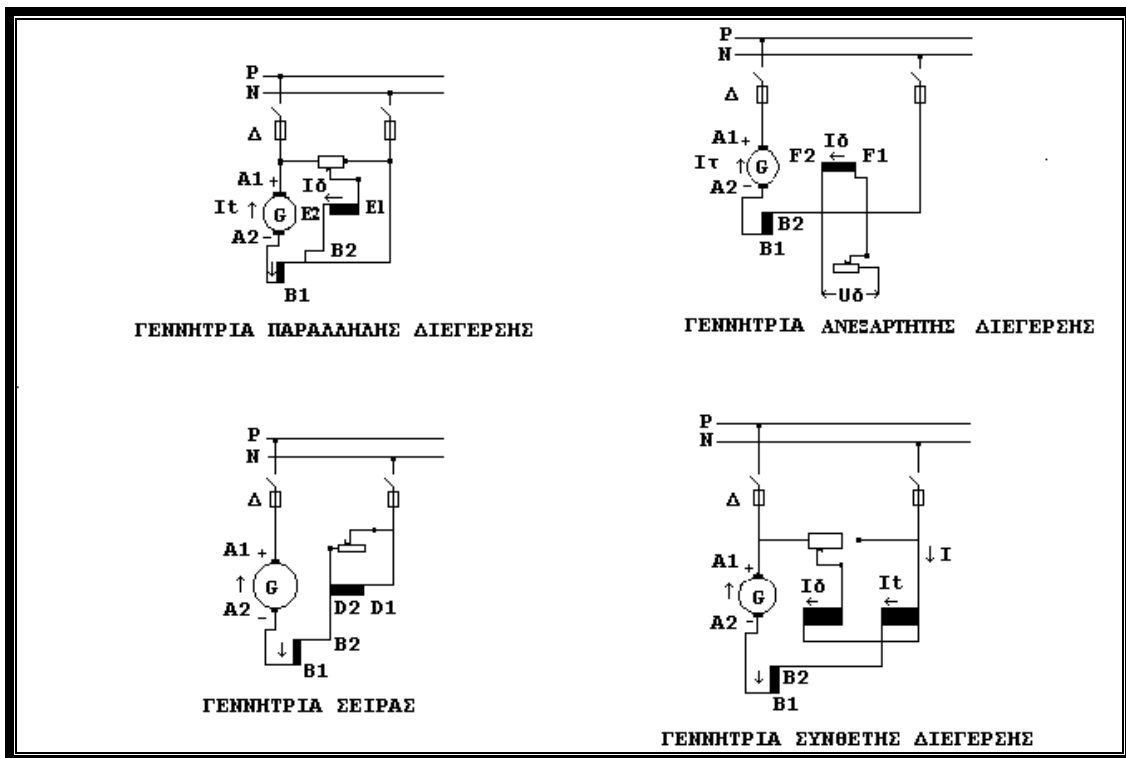 P
N
Δ
A1 +
Iδ
It ↑ G E2 E1
A2 -
B2
↓
B1
ΓΕΝΝΗΤΡΙΑ ΠΑΡΑΛΛΗΛΗΣ ΔΙΕΓΕΡΣΗΣ
P
N
Δ
A1 +
Iδ
F2 ← F1
Iτ ↑ G
A2 -
B2
B1
←Uδ→
ΓΕΝΝΗΤΡΙΑ ΑΝΕΞΑΡΤΗΤΗΣ ΔΙΕΓΕΡΣΗΣ
P
N
Δ
A1 +
↑ G
A2 -
D2 D1
B2
↓
B1
ΓΕΝΝΗΤΡΙΑ ΣΕΙΡΑΣ
P
N
Δ
A1 +
↓ I
Iδ It
↑ G ← ←
A2 -
↓ B2
B1
ΓΕΝΝΗΤΡΙΑ ΣΥΝΘΕΤΗΣ ΔΙΕΓΕΡΣΗΣ